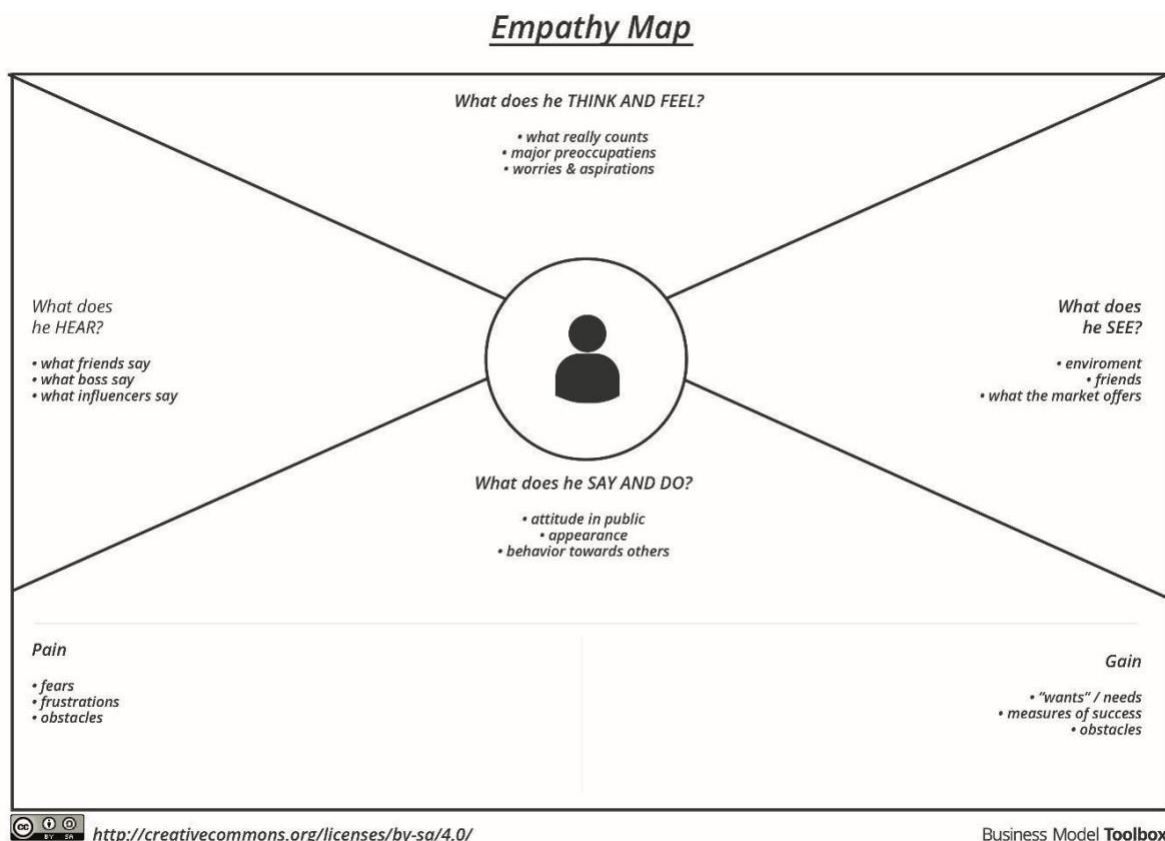 Empathy Map
What does he THINK AND FEEL?
• what really counts
• major preoccupatiens
• worries & aspirations
What does
he HEAR?
• what friends say
• what boss say
• what influencers say
What does
he SEE?
• enviroment
• friends
• what the market offers
What does he SAY AND DO?
• attitude in public
• appearance
• behavior towards others
Pain
• fears
• frustrations
• obstacles
Gain
• “wants” / needs
• measures of success
• obstacles
cc BY SA
http://creativecommons.org/licenses/by-sa/4.0/
Business Model Toolbox